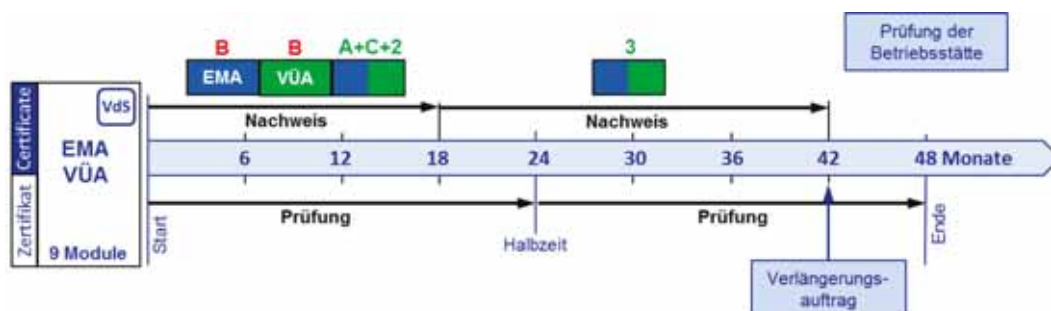 B
B
A+C+2
3
Prüfung der
Betriebsstätte
EMA
VÜA
Certificate
Zertifikat
VdS
EMA
VÜA
9 Module
Nachweis
Nachweis
6
12
18
24
30
36
42
48 Monate
Start
Prüfung
Halbzeit
Prüfung
Ende
Verlängerungs-
auftrag